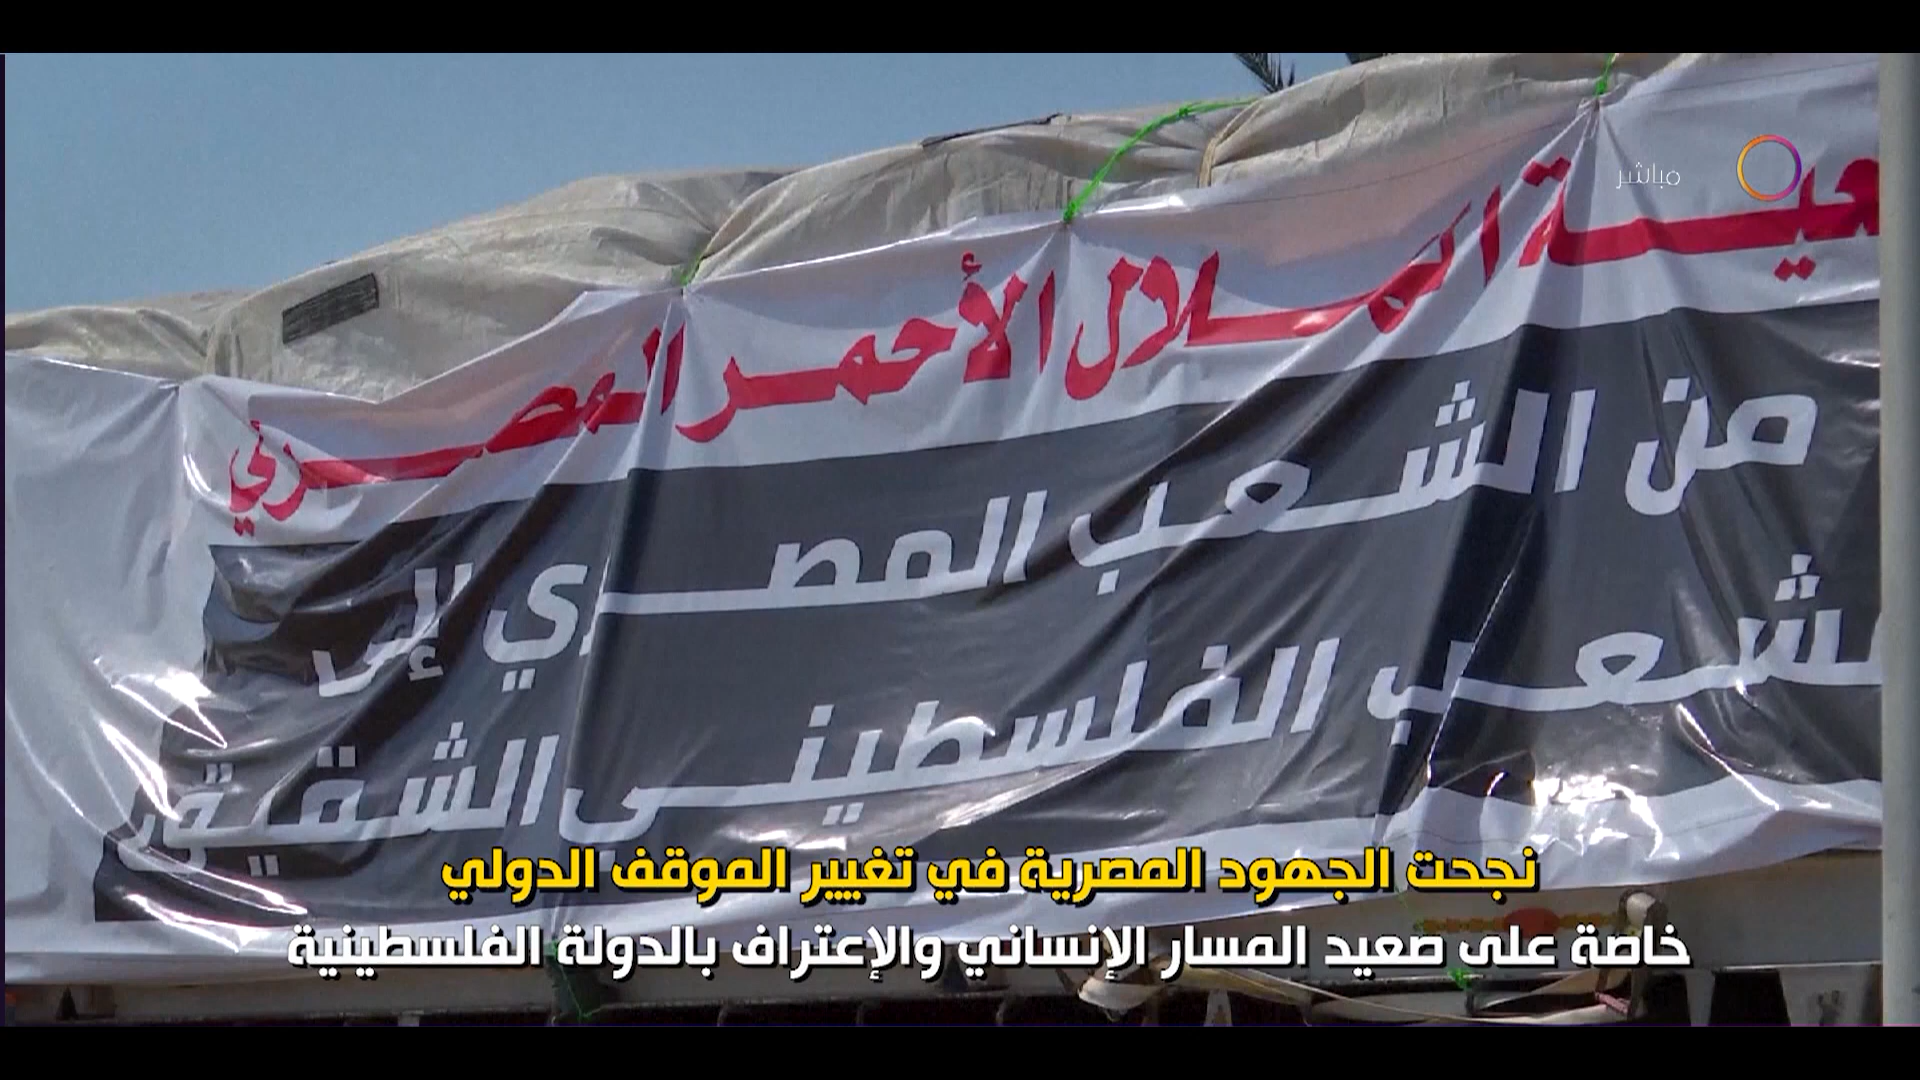 مباشر
الهلال الأحمر المصري
من الشعب المصري إلى
الفلسطيني الشقيق
نجحت الجهود المصرية في تغيير الموقف الدولي
خاصة على صعيد المسار الإنساني والإعتراف بالدولة الفلسطينية